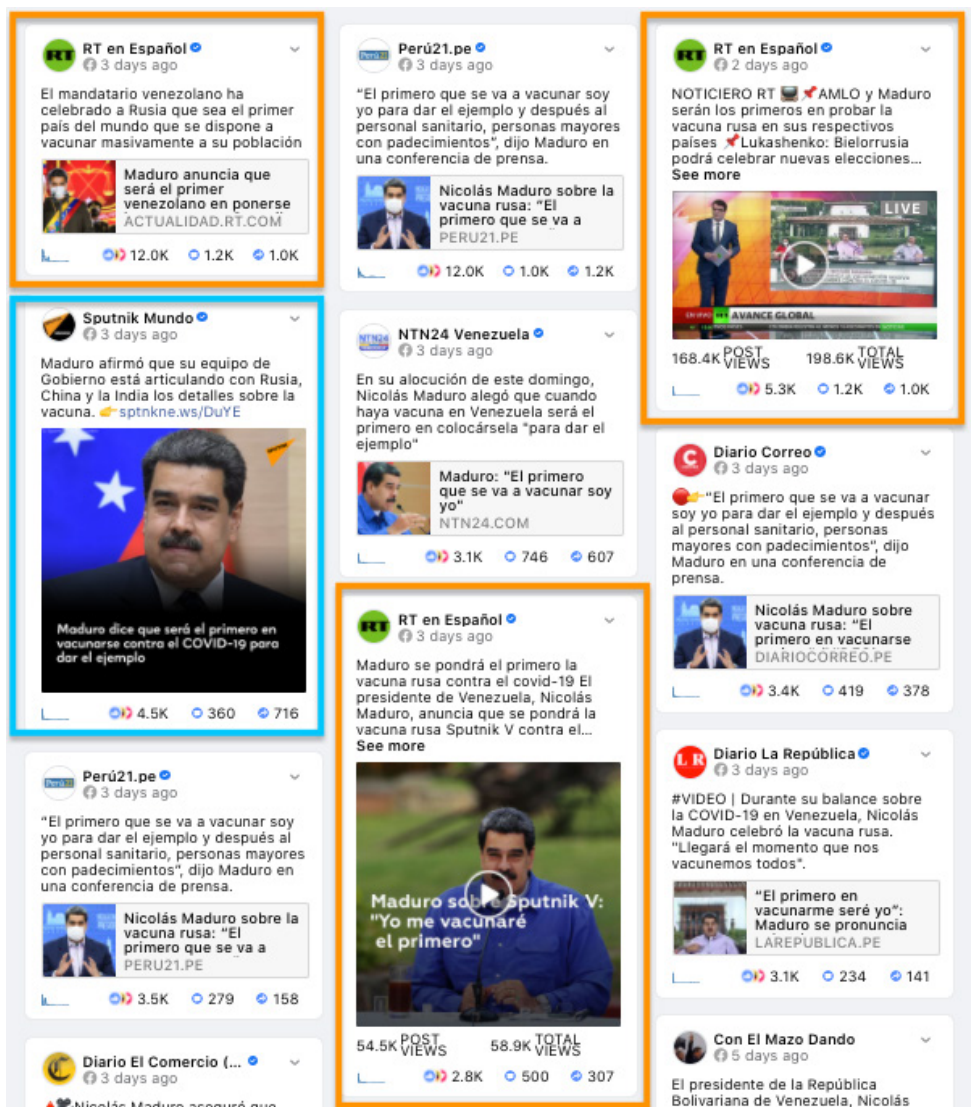 RT en Español
3 days ago
El mandatario venezolano ha
celebrado a Rusia que sea el primer
país del mundo que se dispone a
vacunar masivamente a su población
Maduro anuncia que
será el primer
venezolano en ponerse
ACTUALIDAD.RT.COM
12.0K 1.2K 1.0K
Sputnik Mundo
3 days ago
Maduro afirmó que su equipo de
Gobierno está articulando con Rusia,
China y la India los detalles sobre la
vacuna. 👉sptnkne.ws/DuYE
Maduro dice que será el primero en
vacunarse contra el COVID-19 para
dar el ejemplo
4.5K 360 716
Perú21.pe
3 days ago
"El primero que se va a vacunar soy
yo para dar el ejemplo y después al
personal sanitario, personas mayores
con padecimientos", dijo Maduro en
una conferencia de prensa.
Nicolás Maduro sobre la
vacuna rusa: "El
primero que se va a
PERU21.PE
3.5K 279 158
Diario El Comercio (...
3 days ago
Nicolás Maduro aseguró que
Perú21.pe
3 days ago
"El primero que se va a vacunar soy
yo para dar el ejemplo y después al
personal sanitario, personas mayores
con padecimientos", dijo Maduro en
una conferencia de prensa.
Nicolás Maduro sobre la
vacuna rusa: "El
primero que se va a
PERU21.PE
12.0K 1.0K 1.2K
NTN24 Venezuela
3 days ago
En su alocución de este domingo,
Nicolás Maduro alegó que cuando
haya vacuna en Venezuela será el
primero en colocársela "para dar el
ejemplo"
Maduro: "El primero
que se va a vacunar soy
yo"
NTN24.COM
3.1K 746 607
RT en Español
3 days ago
Maduro se pondrá el primero la
vacuna rusa contra el covid-19 El
presidente de Venezuela, Nicolás
Maduro, anuncia que se pondrá la
vacuna rusa Sputnik V contra el...
See more
Maduro sobre Sputnik V:
"Yo me vacunaré
el primero"
54.5K POST VIEWS 58.9K TOTAL VIEWS
2.8K 500 307
RT en Español
2 days ago
NOTICIERO RT 📺📌AMLO y Maduro
serán los primeros en probar la
vacuna rusa en sus respectivos
países 📌Lukashenko: Bielorrusia
podrá celebrar nuevas elecciones...
See more
LIVE
EN VIVO RT AVANCE GLOBAL
168.4K POST VIEWS 198.6K TOTAL VIEWS
5.3K 1.2K 1.0K
Diario Correo
3 days ago
🔴👉"El primero que se va a vacunar
soy yo para dar el ejemplo y después
al personal sanitario, personas
mayores con padecimientos", dijo
Maduro en una conferencia de
prensa.
Nicolás Maduro sobre
vacuna rusa: "El
primero en vacunarse
DIARIOCORREO.PE
3.4K 419 378
LR
Diario La República
3 days ago
#VIDEO | Durante su balance sobre
la COVID-19 en Venezuela, Nicolás
Maduro celebró la vacuna rusa.
"Llegará el momento que nos
vacunemos todos".
"El primero en
vacunarme seré yo":
Maduro se pronuncia
LAREPUBLICA.PE
3.1K 234 141
Con El Mazo Dando
5 days ago
El presidente de la República
Bolivariana de Venezuela, Nicolás